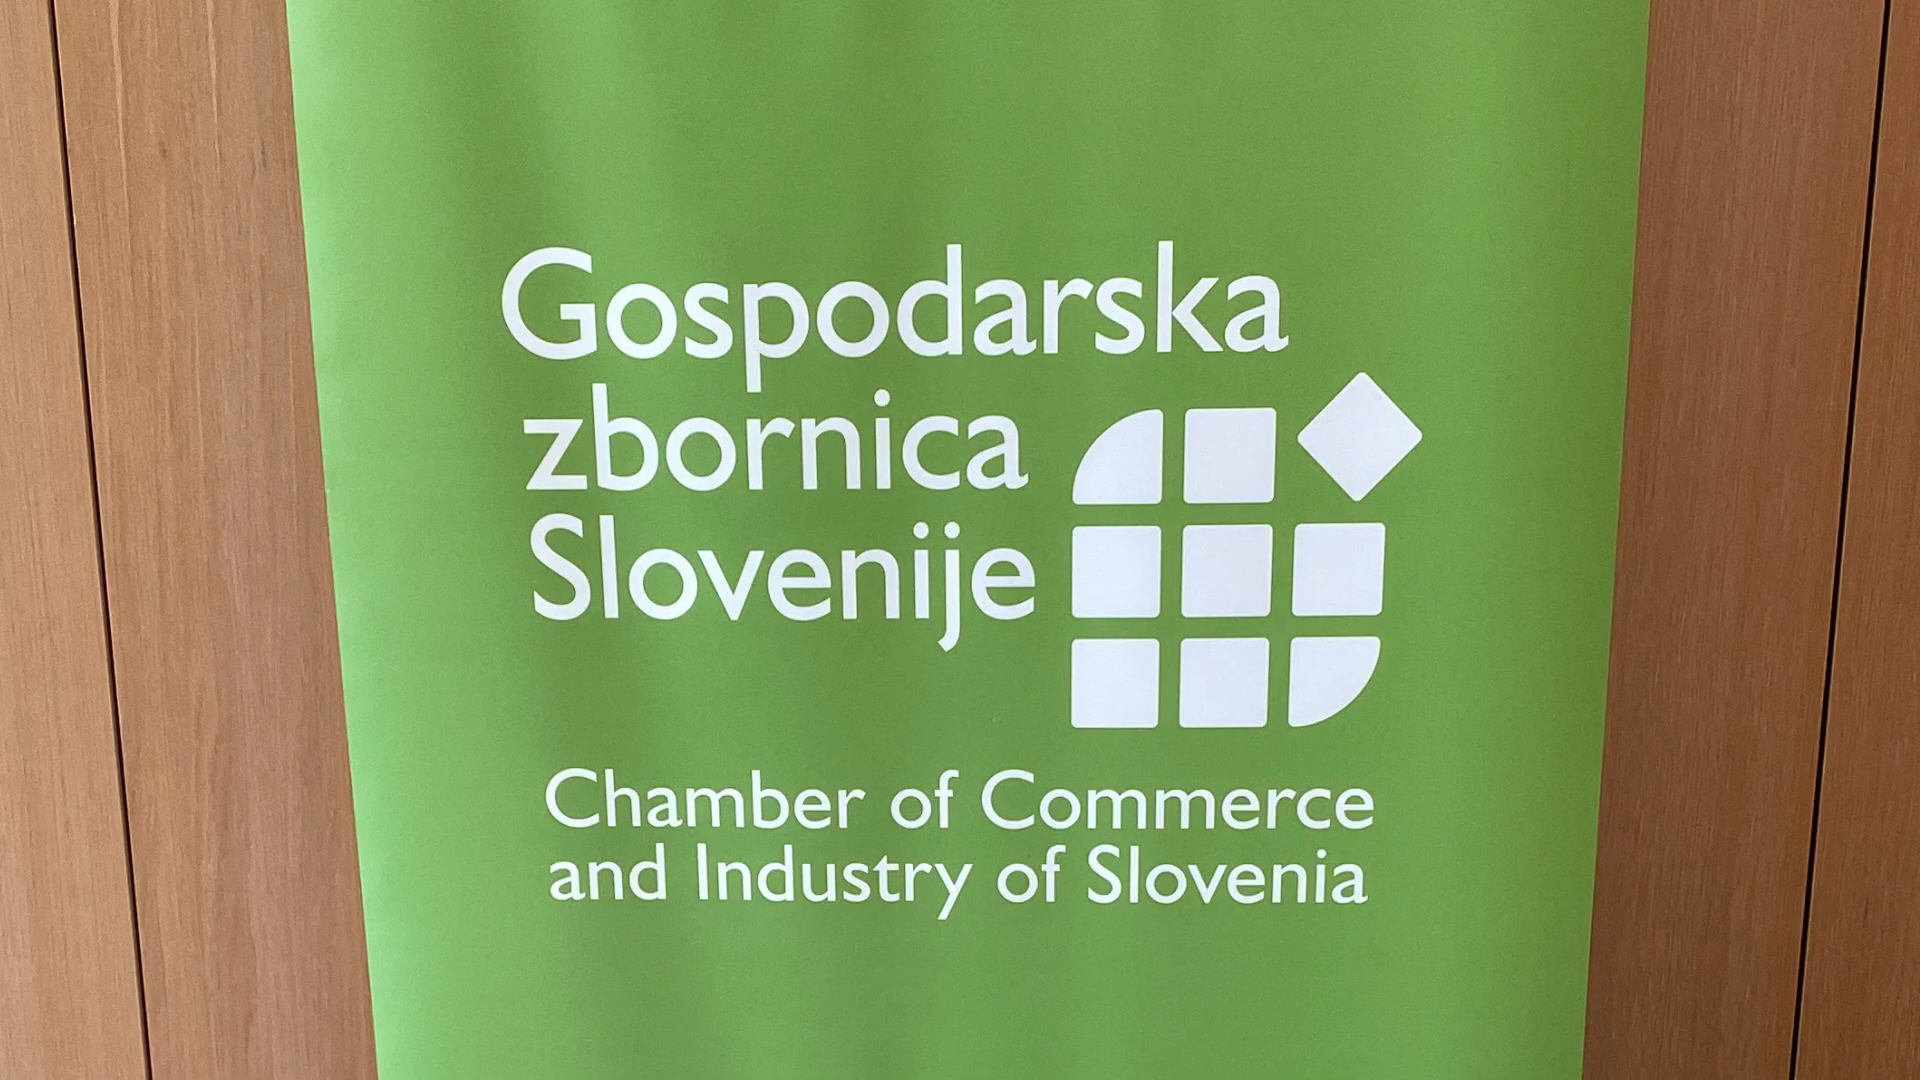 Gospodarska
zbornica
Slovenije
Chamber of Commerce
and Industry of Slovenia